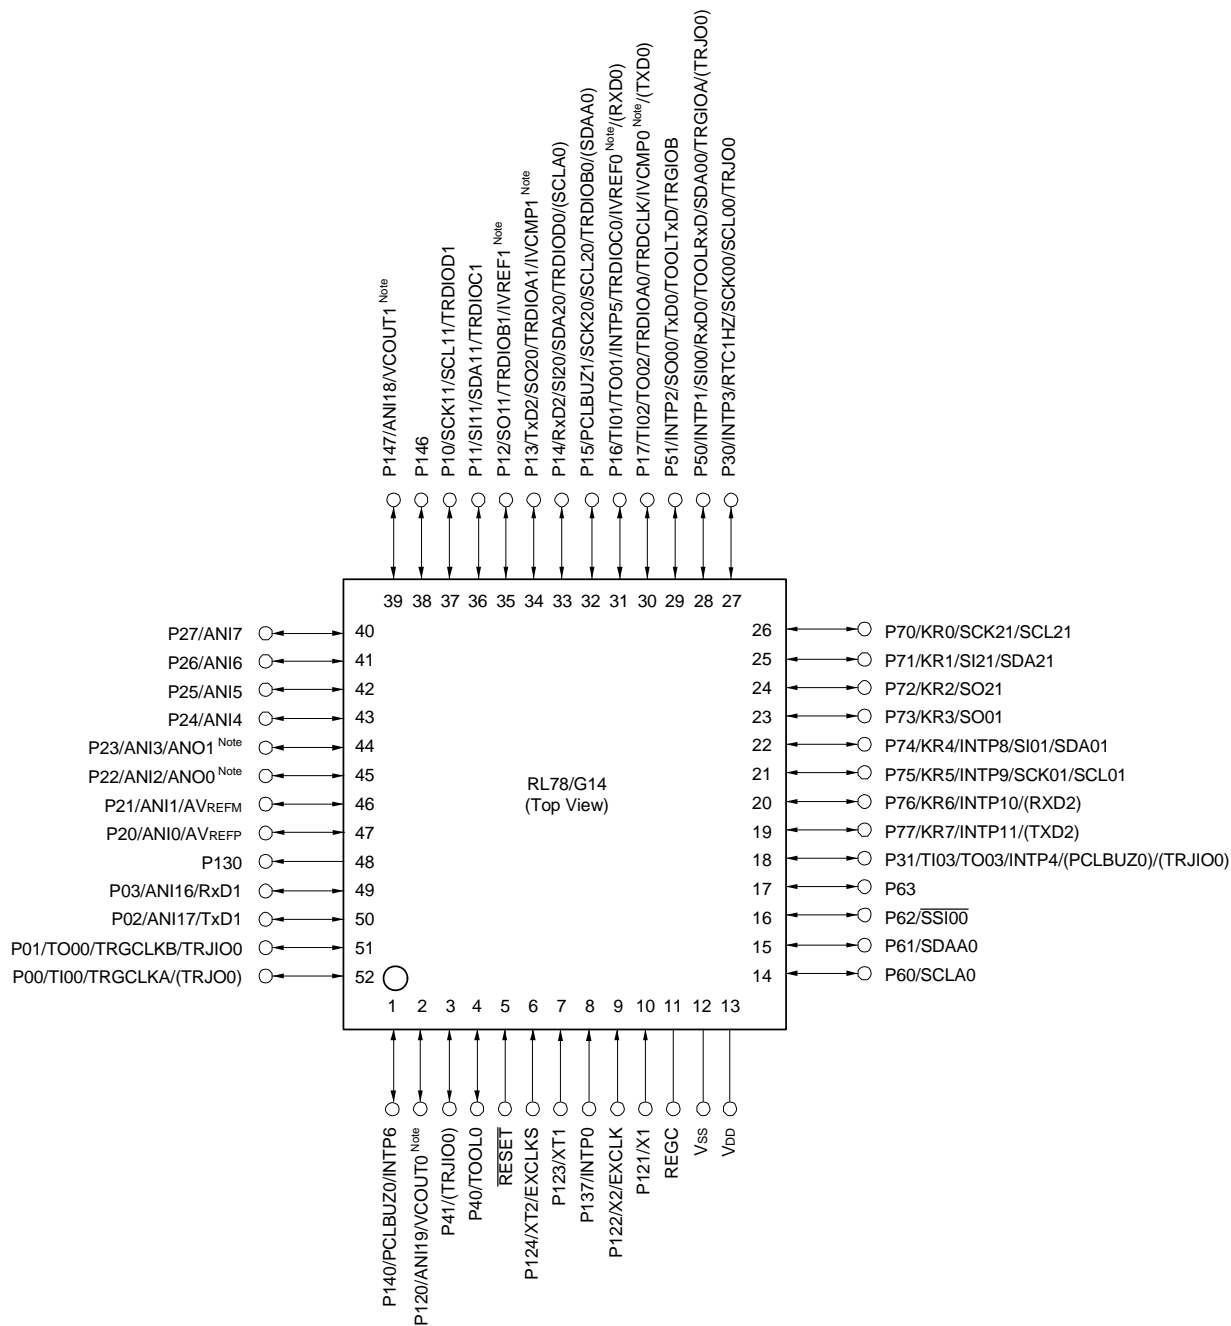 P147/ANI18/VCOUT1 Note
P146
P10/SCK11/SCL11/TRDIOD1
P11/SI11/SDA11/TRDIOC1
P12/SO11/TRDIOB1/IVREF1 Note
P13/TxD2/SO20/TRDIOA1/IVCMP1 Note
P14/RxD2/SI20/SDA20/TRDIOD0/(SCLA0)
P15/PCLBUZ1/SCK20/SCL20/TRDIOB0/(SDAA0)
P16/TI01/TO01/INTP5/TRDIOC0/IVREF0 Note/(RXD0)
P17/TI02/TO02/TRDIOA0/TRDCLK/IVCMP0 Note/(TXD0)
P51/INTP2/SO00/TxD0/TOOLTxD/TRGIOB
P50/INTP1/SI00/RxD0/TOOLRxD/SDA00/TRGIOA/(TRJO0)
P30/INTP3/RTC1HZ/SCK00/SCL00/TRJO0
39 38 37 36 35 34 33 32 31 30 29 28 27
P27/ANI7 40
P26/ANI6 41
P25/ANI5 42
P24/ANI4 43
P23/ANI3/ANO1 Note 44
P22/ANI2/ANO0 Note 45
P21/ANI1/AVREFM 46
P20/ANI0/AVREFP 47
P130 48
P03/ANI16/RxD1 49
P02/ANI17/TxD1 50
P01/TO00/TRGCLKB/TRJIO0 51
P00/TI00/TRGCLKA/(TRJO0) 52
RL78/G14
(Top View)
26 P70/KR0/SCK21/SCL21
25 P71/KR1/SI21/SDA21
24 P72/KR2/SO21
23 P73/KR3/SO01
22 P74/KR4/INTP8/SI01/SDA01
21 P75/KR5/INTP9/SCK01/SCL01
20 P76/KR6/INTP10/(RXD2)
19 P77/KR7/INTP11/(TXD2)
18 P31/TI03/TO03/INTP4/(PCLBUZ0)/(TRJIO0)
17 P63
16 P62/SSI00
15 P61/SDAA0
14 P60/SCLA0
1 2 3 4 5 6 7 8 9 10 11 12 13
P140/PCLBUZ0/INTP6
P120/ANI19/VCOUT0 Note
P41/(TRJIO0)
P40/TOOL0
RESET
P124/XT2/EXCLKS
P123/XT1
P137/INTP0
P122/X2/EXCLK
P121/X1
REGC
VSS
VDD